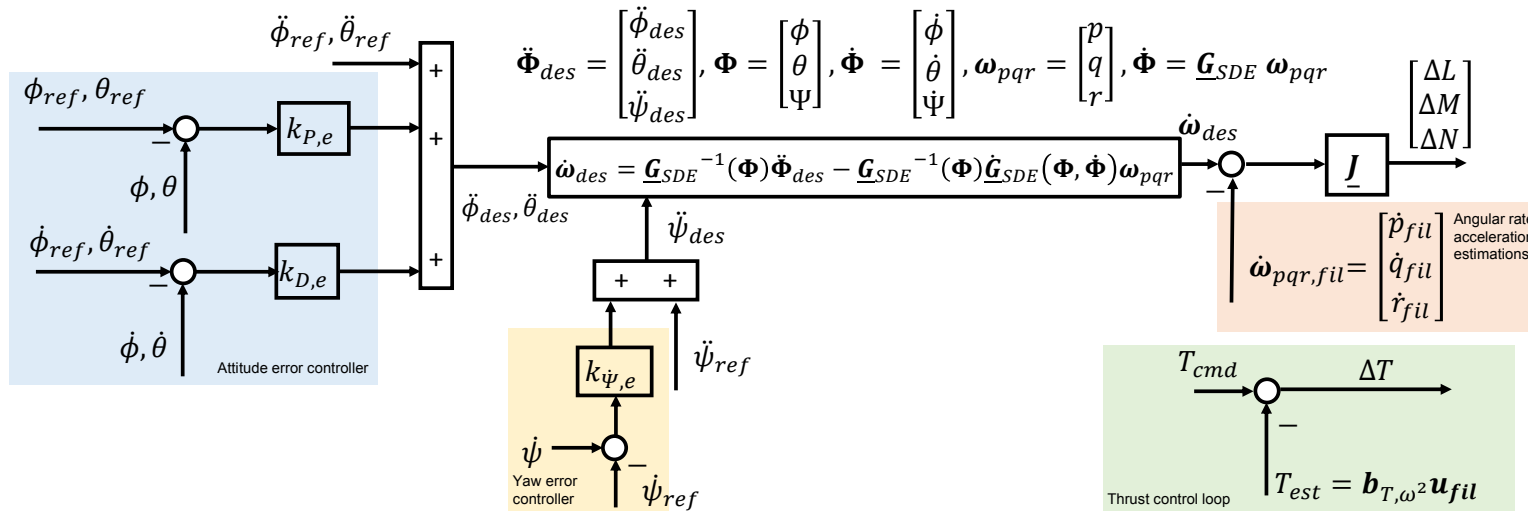 ϕ̈_ref, θ̈_ref
Φ̈_des = [ϕ̈_des θ̈_des ψ̈_des], Φ = [ϕ θ Ψ], Φ̇ = [ϕ̇ θ̇ Ψ̇], ω_pqr = [p q r], Φ̇ = G_SDE ω_pqr
[ΔL ΔM ΔN]
+
ϕ_ref, θ_ref
−
k_P,e
+
ϕ, θ
ω̇_des = G_SDE⁻¹(Φ)Φ̈_des − G_SDE⁻¹(Φ)Ġ_SDE(Φ, Φ̇)ω_pqr
ω̇_des
−
J
ϕ̈_des, θ̈_des
ψ̈_des
ϕ̇_ref, θ̇_ref
−
k_D,e
+
ϕ̇, θ̇
Attitude error controller
+ +
ω̇_pqr,fil = [ṗ_fil q̇_fil ṙ_fil]
Angular rate
acceleration
estimations
k_Ψ̇,e
ψ̈_ref
ψ̇
−
ψ̇_ref
Yaw error
controller
T_cmd
ΔT
−
T_est = b_T,ω² u_fil
Thrust control loop